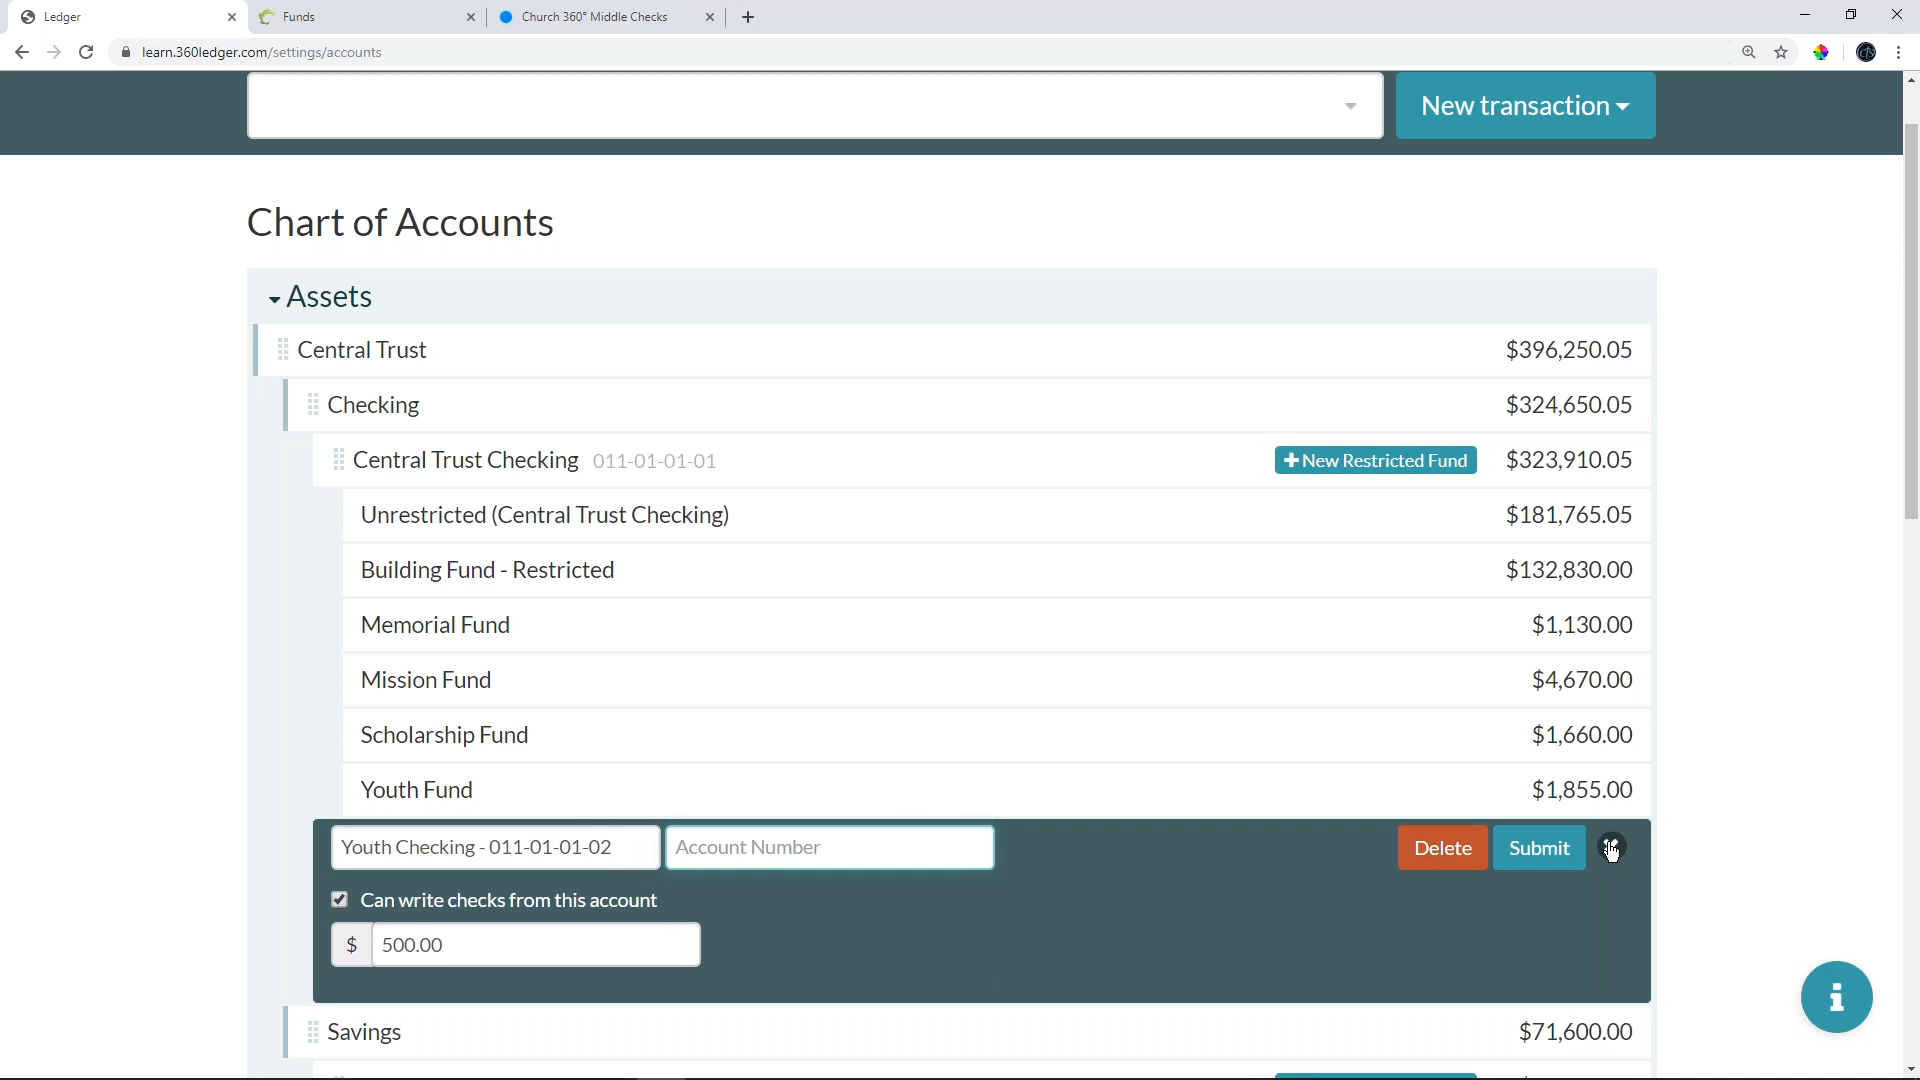 Ledger
Funds
Church 360° Middle Checks
learn.360ledger.com/settings/accounts
New transaction
Chart of Accounts
Assets
Central Trust $396,250.05
Checking $324,650.05
Central Trust Checking 011-01-01-01 New Restricted Fund $323,910.05
Unrestricted (Central Trust Checking) $181,765.05
Building Fund - Restricted $132,830.00
Memorial Fund $1,130.00
Mission Fund $4,670.00
Scholarship Fund $1,660.00
Youth Fund $1,855.00
Youth Checking - 011-01-01-02 Account Number Delete Submit
Can write checks from this account
$ 500.00
Savings $71,600.00